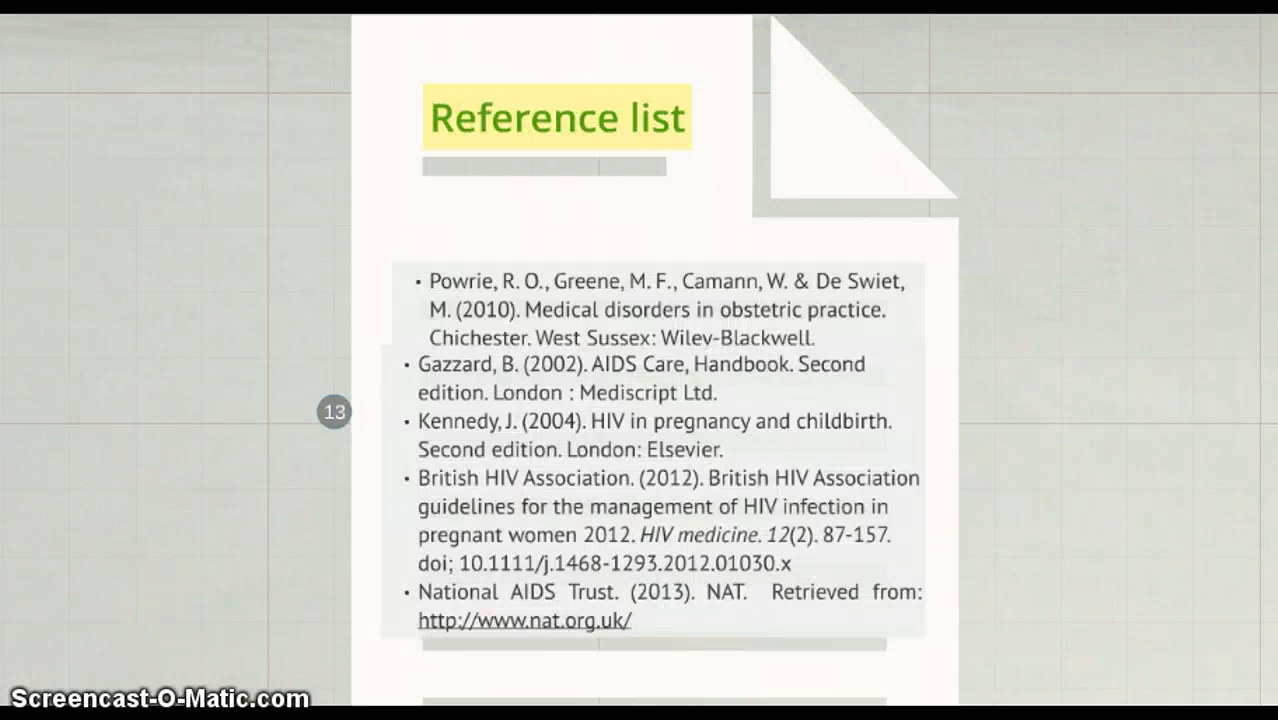 Reference list
• Powrie, R. O., Greene, M. F., Camann, W. & De Swiet,
M. (2010). Medical disorders in obstetric practice.
Chichester. West Sussex: Wilev-Blackwell.
• Gazzard, B. (2002). AIDS Care, Handbook. Second
edition. London : Mediscript Ltd.
13
• Kennedy, J. (2004). HIV in pregnancy and childbirth.
Second edition. London: Elsevier.
• British HIV Association. (2012). British HIV Association
guidelines for the management of HIV infection in
pregnant women 2012. HIV medicine. 12(2). 87-157.
doi; 10.1111/j.1468-1293.2012.01030.x
• National AIDS Trust. (2013). NAT. Retrieved from:
http://www.nat.org.uk/
Screencast-O-Matic.com